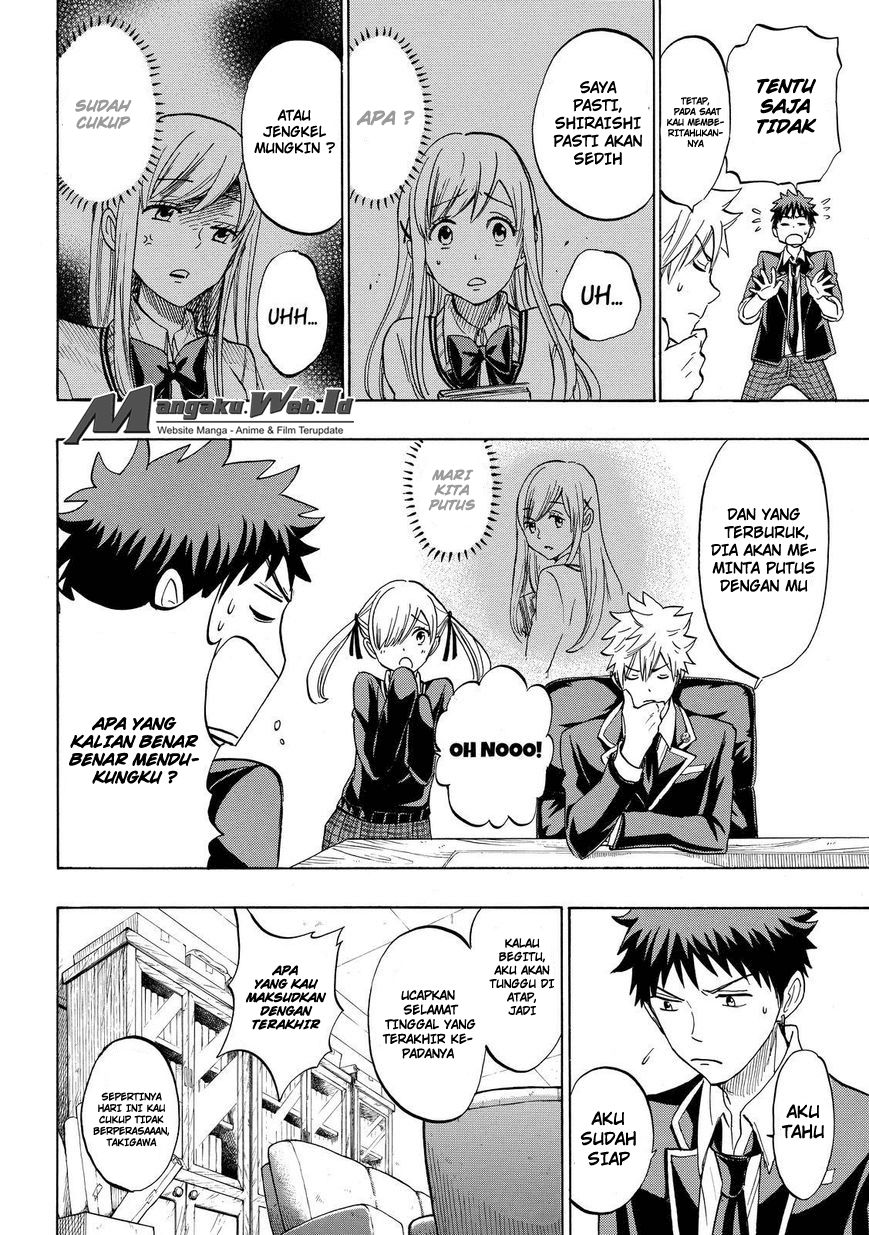 TENTU
SAJA
TIDAK
TETAP,
PADA SAAT
KAU MEMBE-
RITAHUKAN-
NYA
SAYA
PASTI,
SHIRAISHI
PASTI AKAN
SEDIH
APA ?
UH...
ATAU
JENGKEL
MUNGKIN ?
SUDAH
CUKUP
UHH...
Mangaku.Web.Id
Website Manga - Anime & Film Terupdate
DAN YANG
TERBURUK,
DIA AKAN ME-
MINTA PUTUS
DENGAN MU
MARI
KITA
PUTUS
OH NOOO!
APA YANG
KALIAN BENAR
BENAR MENDU-
KUNGKU ?
AKU
TAHU
AKU
SUDAH
SIAP
KALAU
BEGITU,
AKU AKAN
TUNGGU DI
ATAP,
JADI
UCAPKAN
SELAMAT
TINGGAL YANG
TERAKHIR KE-
PADANYA
APA
YANG KAU
MAKSUDKAN
DENGAN
TERAKHIR
SEPERTINYA
HARI INI KAU
CUKUP TIDAK
BERPERASAAAN,
TAKIGAWA